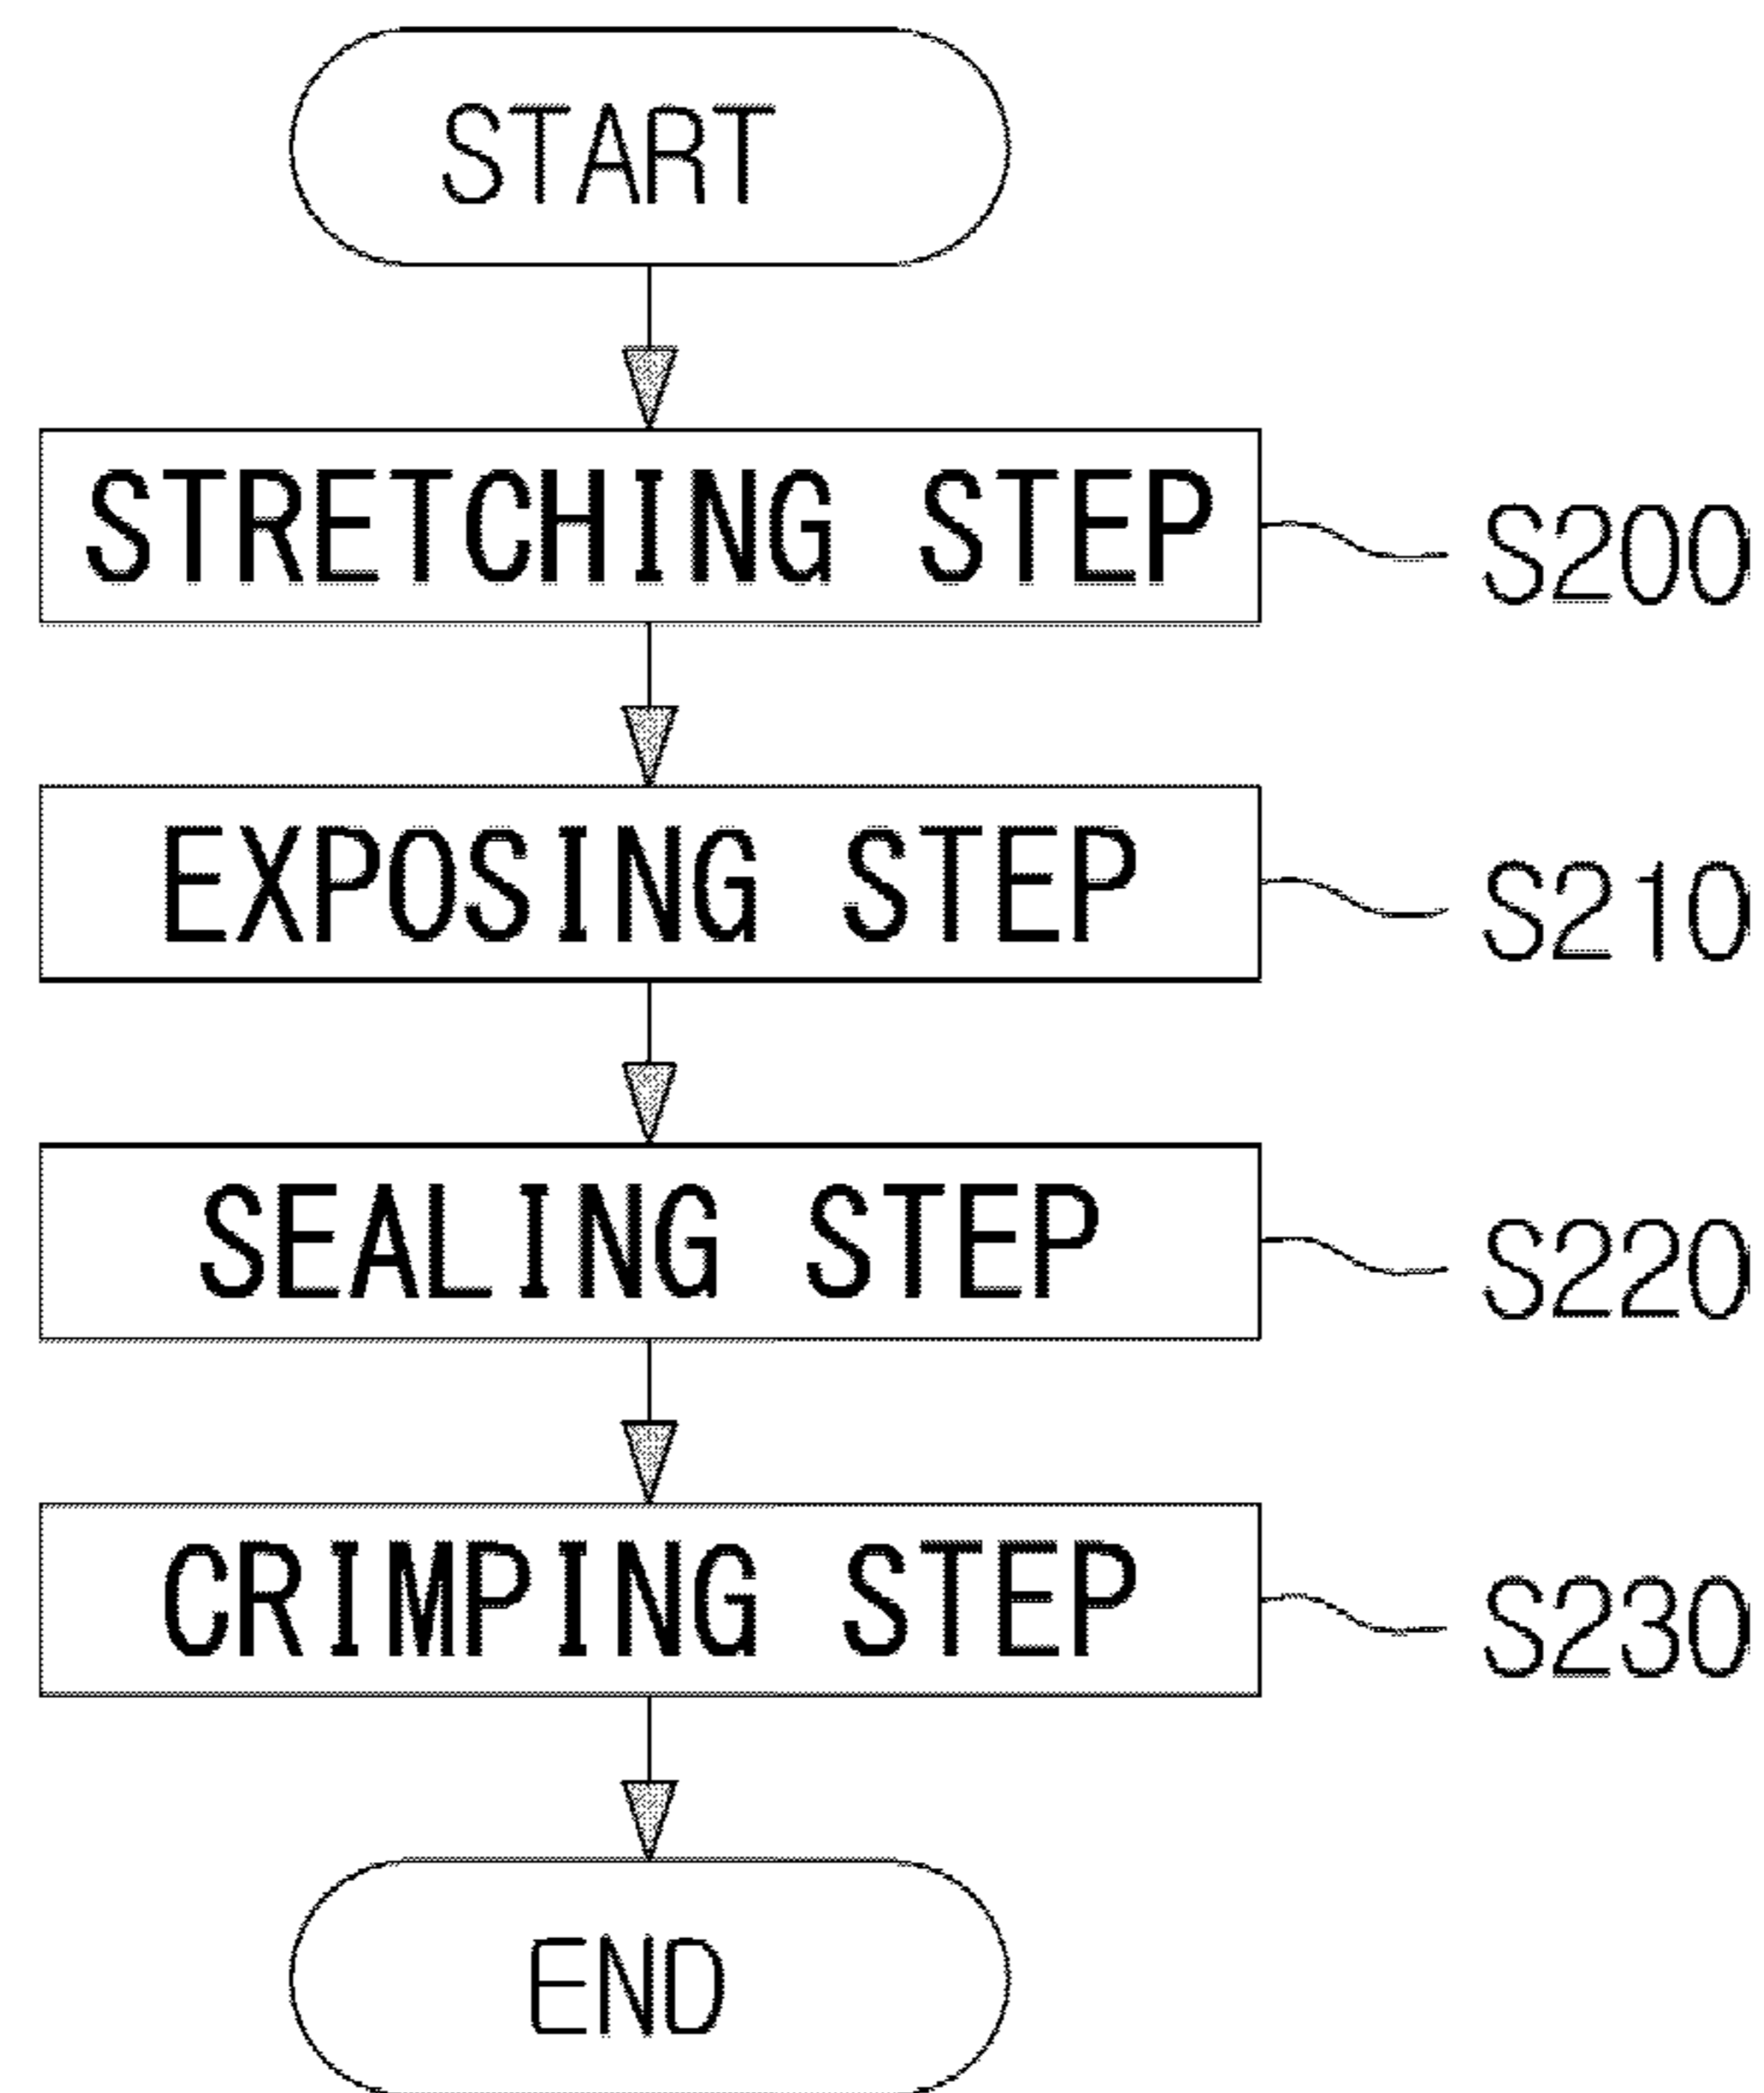 START
STRETCHING STEP S200
EXPOSING STEP S210
SEALING STEP S220
CRIMPING STEP S230
END